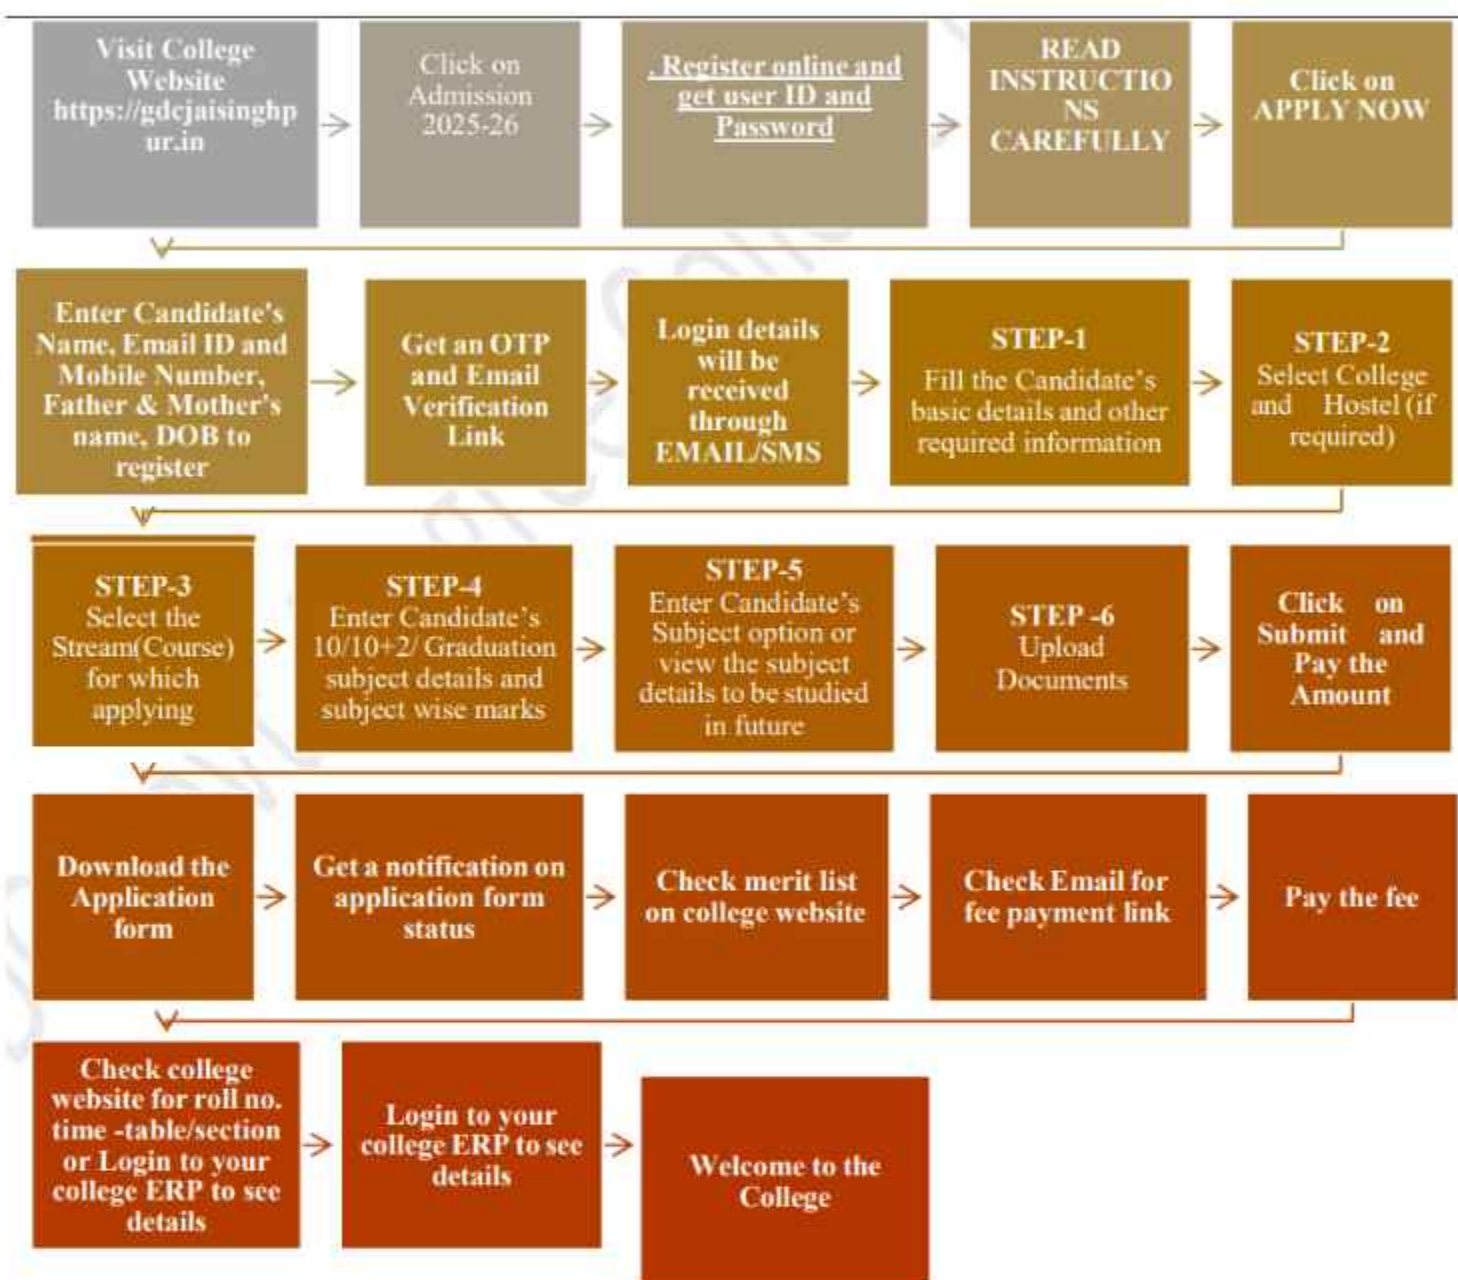 Visit College
Website
https://gdcjaisinghp
ur.in
Click on
Admission
2025-26
. Register online and
get user ID and
Password
READ
INSTRUCTIO
NS
CAREFULLY
Click on
APPLY NOW
Enter Candidate's
Name, Email ID and
Mobile Number,
Father & Mother's
name, DOB to
register
Get an OTP
and Email
Verification
Link
Login details
will be
received
through
EMAIL/SMS
STEP-1
Fill the Candidate's
basic details and other
required information
STEP-2
Select College
and Hostel (if
required)
STEP-3
Select the
Stream(Course)
for which
applying
STEP-4
Enter Candidate's
10/10+2/ Graduation
subject details and
subject wise marks
STEP-5
Enter Candidate's
Subject option or
view the subject
details to be studied
in future
STEP -6
Upload
Documents
Click on
Submit and
Pay the
Amount
Download the
Application
form
Get a notification on
application form
status
Check merit list
on college website
Check Email for
fee payment link
Pay the fee
Check college
website for roll no.
time -table/section
or Login to your
college ERP to see
details
Login to your
college ERP to see
details
Welcome to the
College